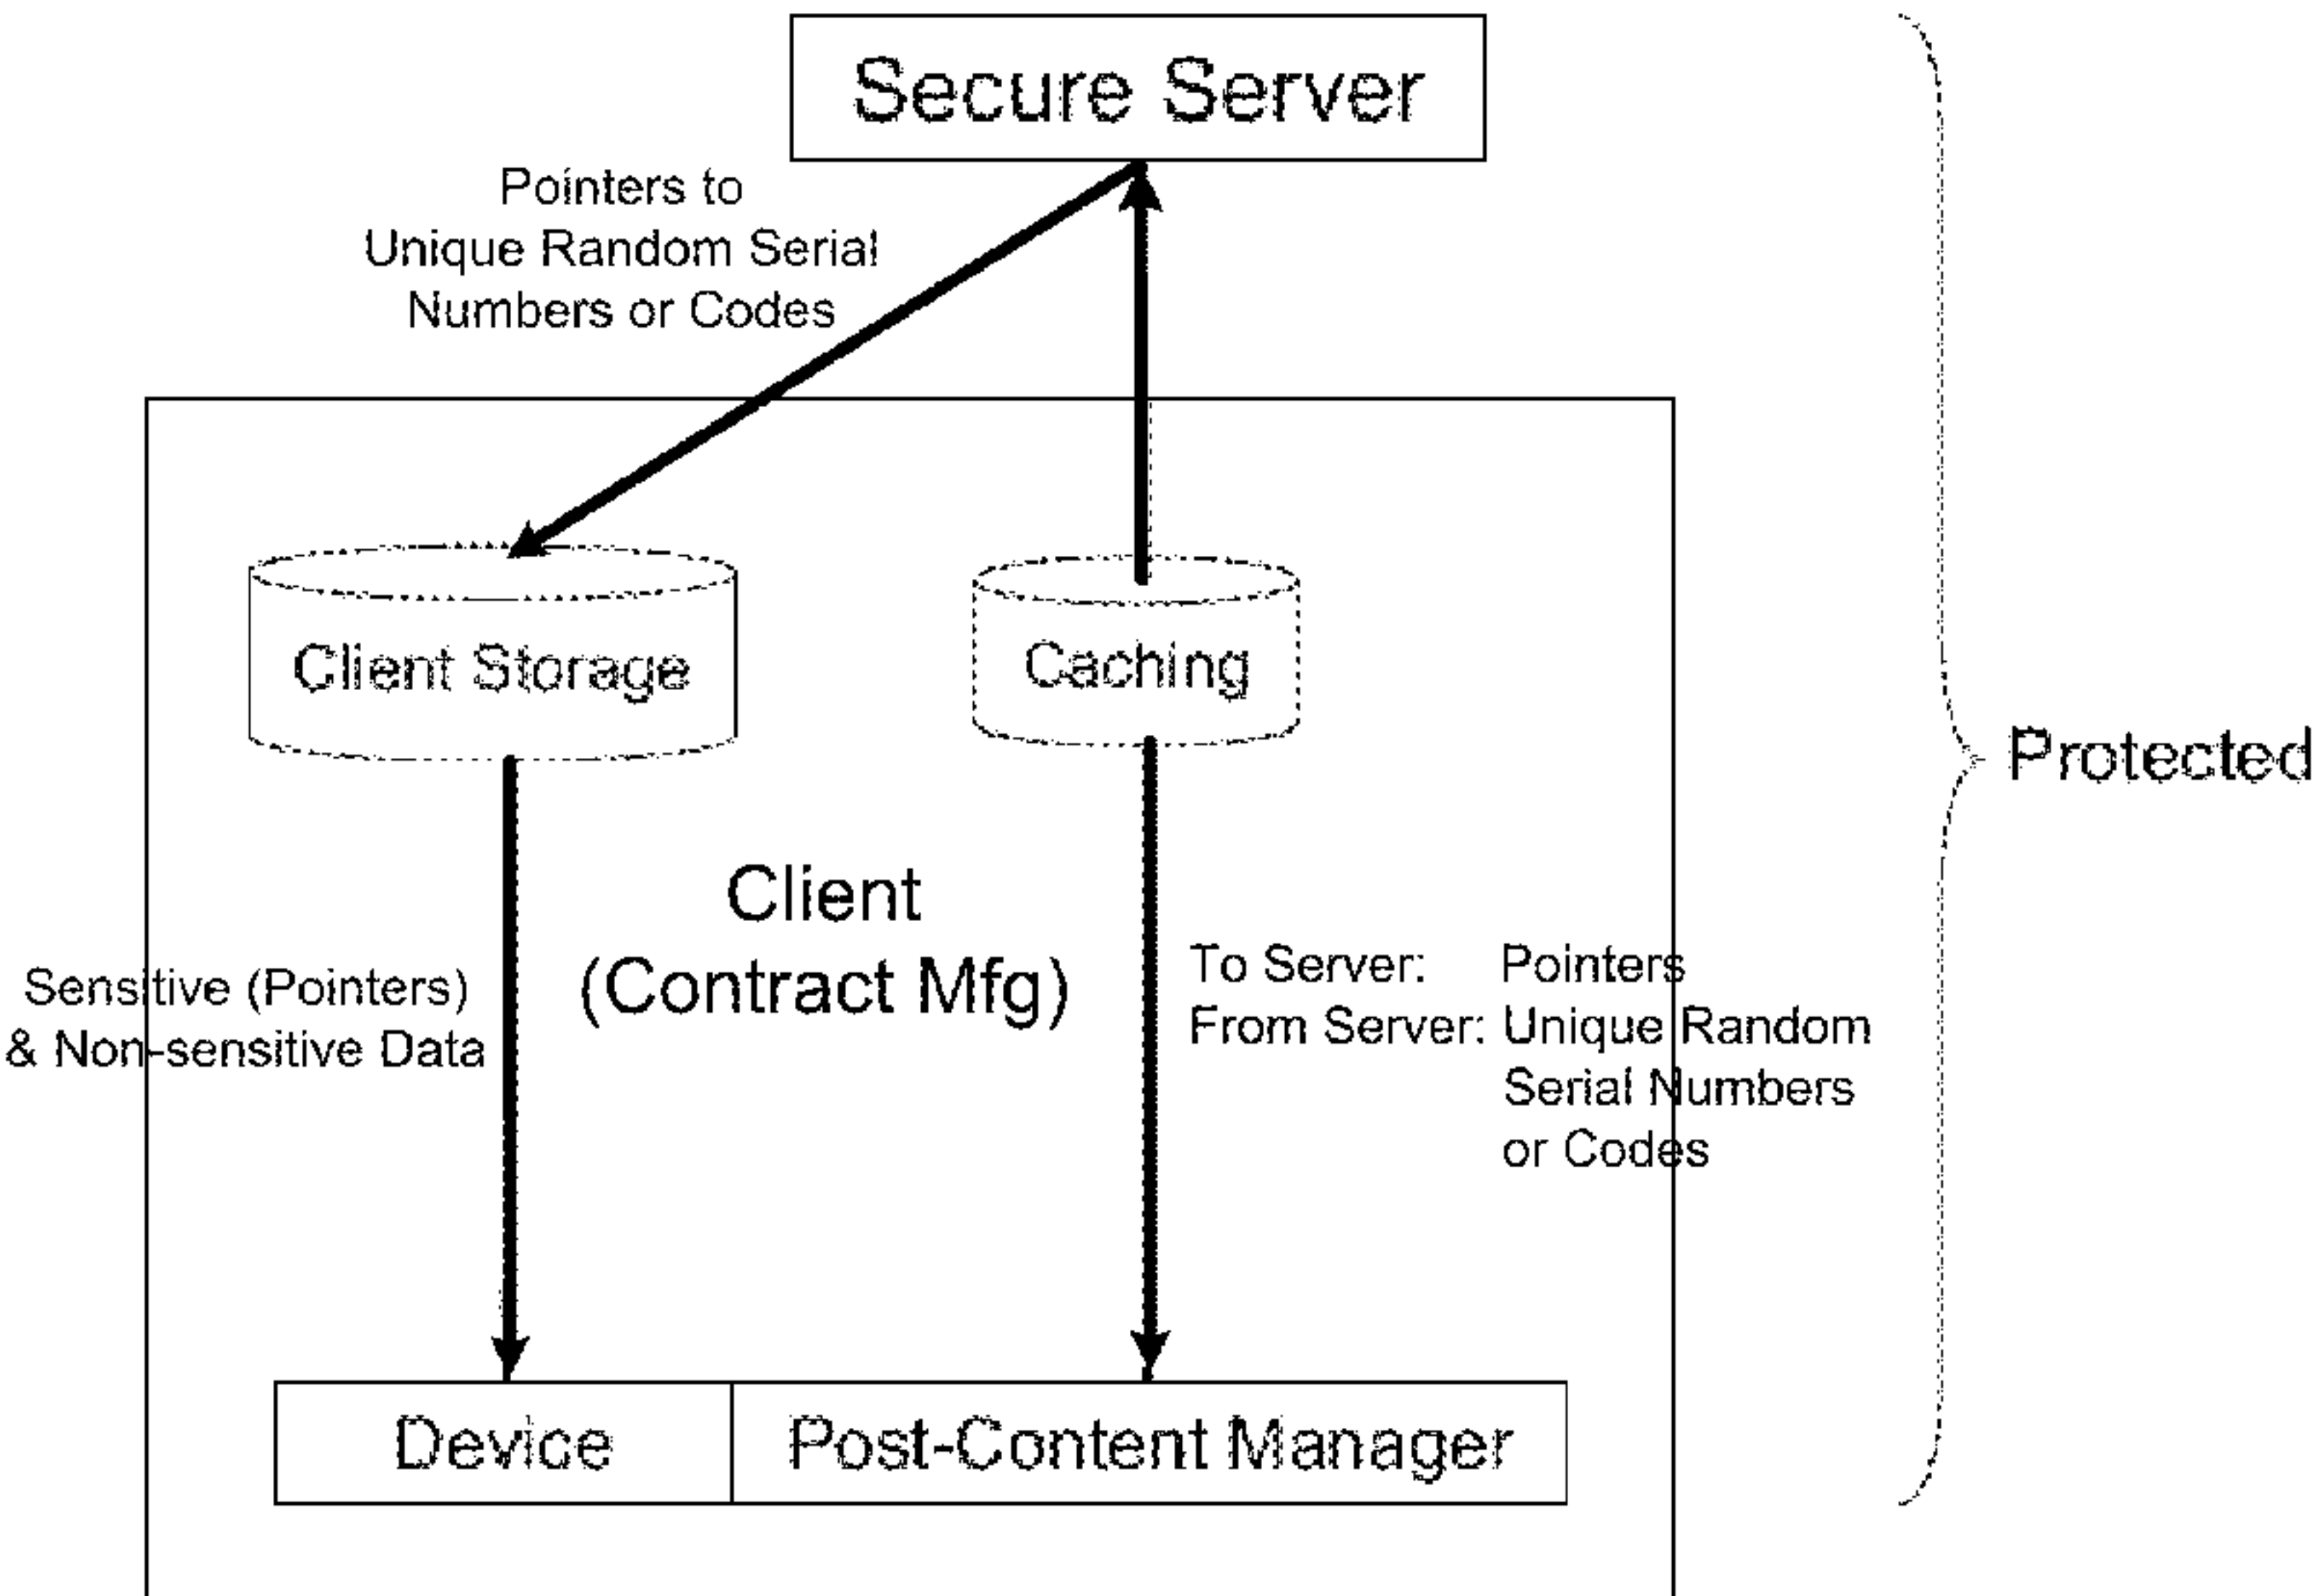 Secure Server
Pointers to
Unique Random Serial
Numbers or Codes
Client Storage
Caching
Protected
Client
(Contract Mfg)
Sensitive (Pointers)
& Non-sensitive Data
To Server: Pointers
From Server: Unique Random
Serial Numbers
or Codes
Device
Post-Content Manager